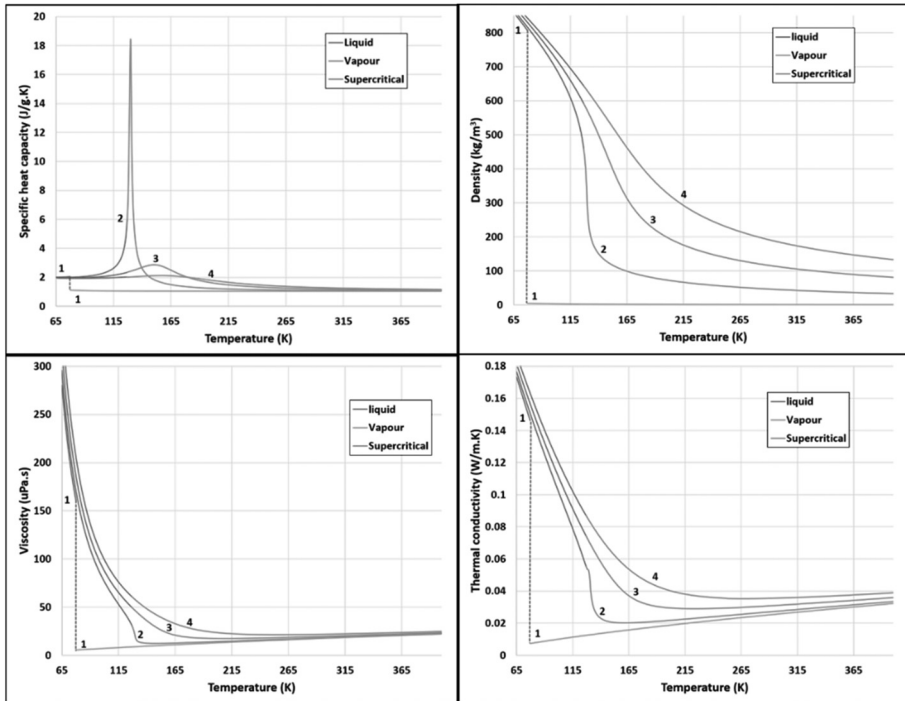 20
18
16
14
12
10
8
6
4
2
0
Specific heat capacity (J/g.K)
Liquid
Vapour
Supercritical
1
2
3
4
1
65 115 165 215 265 315 365
Temperature (K)
800
700
600
500
400
300
200
100
0
Density (kg/m³)
liquid
Vapour
Supercritical
1
4
3
2
1
65 115 165 215 265 315 365
Temperature (K)
300
250
200
150
100
50
0
Viscosity (uPa.s)
liquid
Vapour
Supercritical
1
4
3
2
1
65 115 165 215 265 315 365
Temperature (K)
0.18
0.16
0.14
0.12
0.1
0.08
0.06
0.04
0.02
0
Thermal conductivity (W/m.K)
liquid
Vapour
Supercritical
1
4
3
2
1
65 115 165 215 265 315 365
Temperature (K)